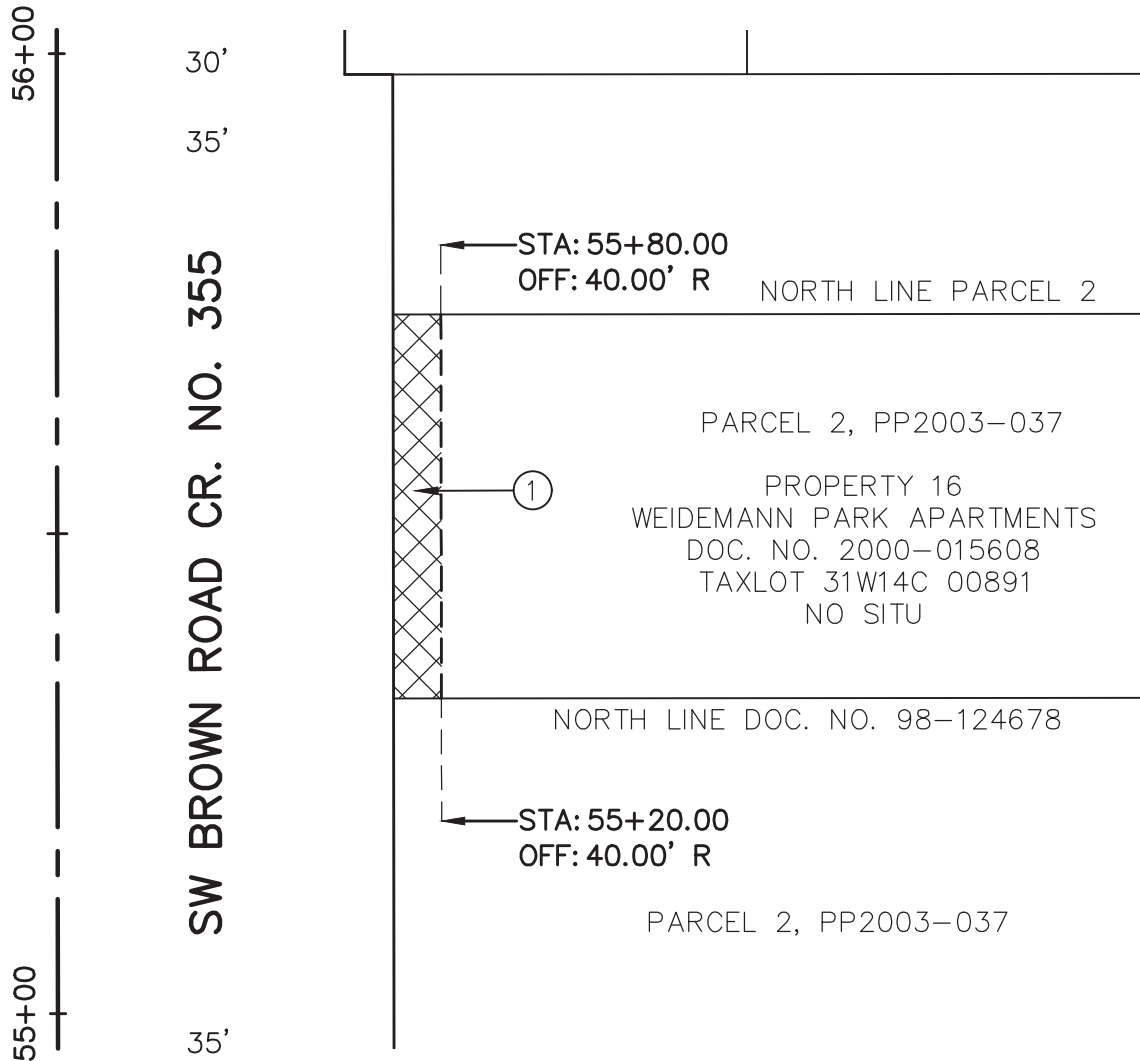 56+00
30'
35'
STA: 55+80.00
OFF: 40.00' R
NORTH LINE PARCEL 2
SW BROWN ROAD CR. NO. 355
PARCEL 2, PP2003-037
1
PROPERTY 16
WEIDEMANN PARK APARTMENTS
DOC. NO. 2000-015608
TAXLOT 31W14C 00891
NO SITU
NORTH LINE DOC. NO. 98-124678
STA: 55+20.00
OFF: 40.00' R
PARCEL 2, PP2003-037
55+00
35'